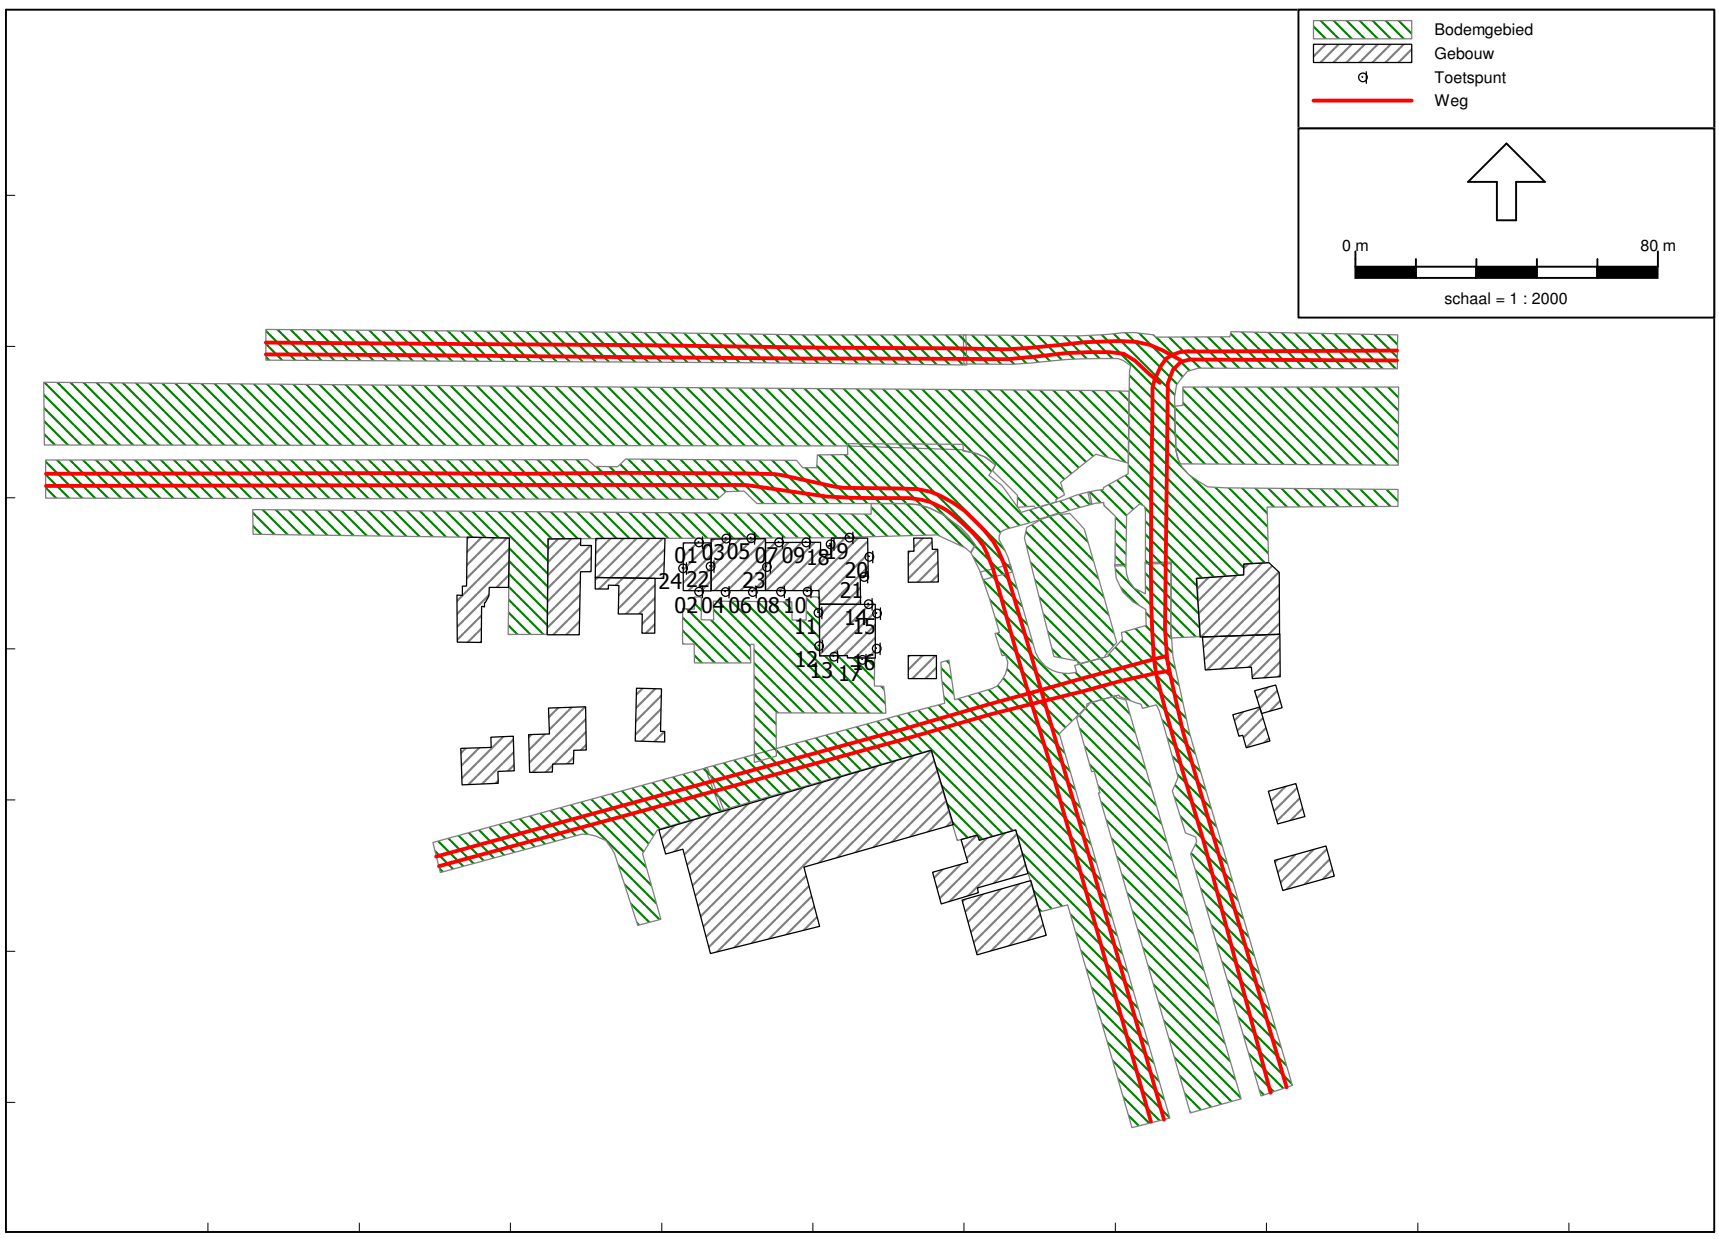 Bodemgebied
Gebouw
Toetspunt
Weg
0 m 80 m
schaal = 1 : 2000
01 03 05 07 09 18 19
24 22 23 20
21
02 04 06 08 10
11 14 15
12 13 17 16